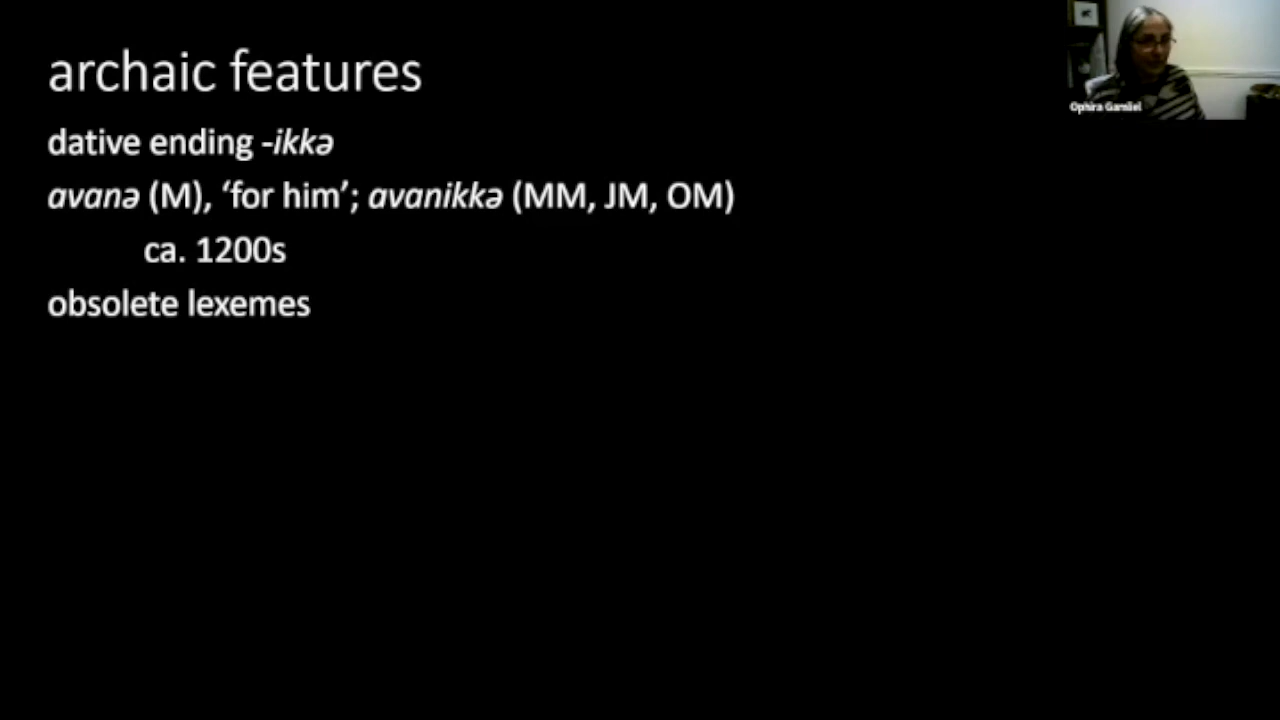 archaic features
dative ending -ikkə
avanə (M), ‘for him’; avanikkə (MM, JM, OM)
ca. 1200s
obsolete lexemes
Ophira Gamliel